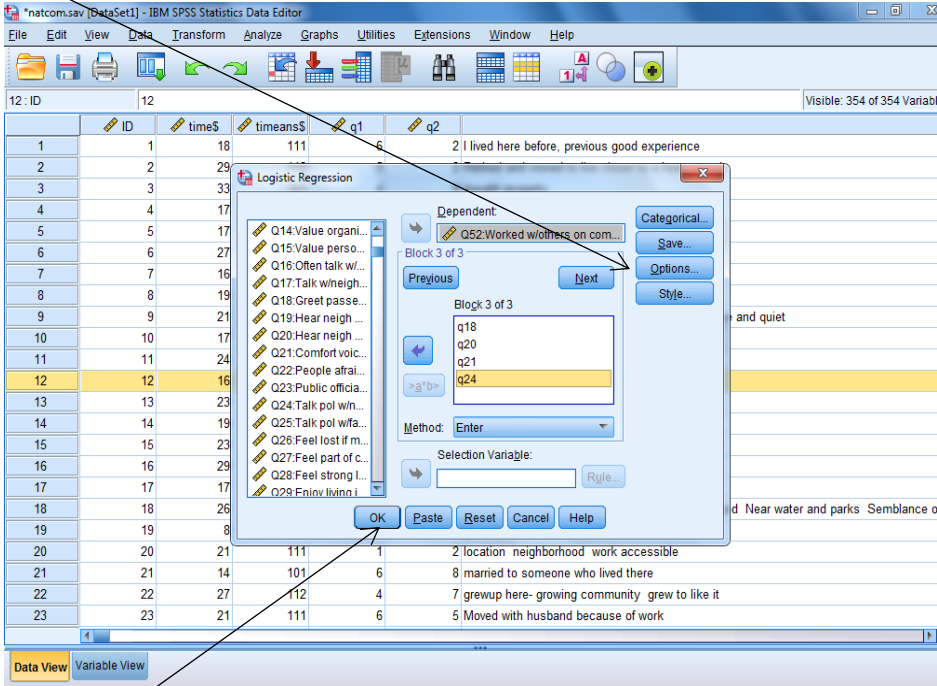 *natcom.sav [DataSet1] - IBM SPSS Statistics Data Editor
File Edit View Data Transform Analyze Graphs Utilities Extensions Window Help
12 : ID 12 Visible: 354 of 354 Variabl
ID time$ timeans$ q1 q2
1 1 18 111 6 2 I lived here before, previous good experience
2 2 29
3 3 33
4 4 17
5 5 17
6 6 27
7 7 16
8 8 19
9 9 21 and quiet
10 10 17
11 11 24
12 12 16
13 13 23
14 14 19
15 15 23
16 16 29
17 17 17
18 18 26 d Near water and parks Semblance o
19 19 8
20 20 21 111 1 2 location neighborhood work accessible
21 21 14 101 6 8 married to someone who lived there
22 22 27 112 4 7 grewup here- growing community grew to like it
23 23 21 111 6 5 Moved with husband because of work
Data View Variable View
Logistic Regression
Q14:Value organi...
Q15:Value perso...
Q16:Often talk w/...
Q17:Talk w/neigh...
Q18:Greet passe...
Q19:Hear neigh ...
Q20:Hear neigh ...
Q21:Comfort voic...
Q22:People afrai...
Q23:Public officia...
Q24:Talk pol w/n...
Q25:Talk pol w/fa...
Q26:Feel lost if m...
Q27:Feel part of c...
Q28:Feel strong l...
Q29:Enjoy living i
Dependent:
Q52:Worked w/others on com...
Block 3 of 3
Previous Next
Block 3 of 3
q18
q20
q21
q24
>a*b>
Method: Enter
Selection Variable:
Rule...
Categorical...
Save...
Options...
Style...
OK Paste Reset Cancel Help